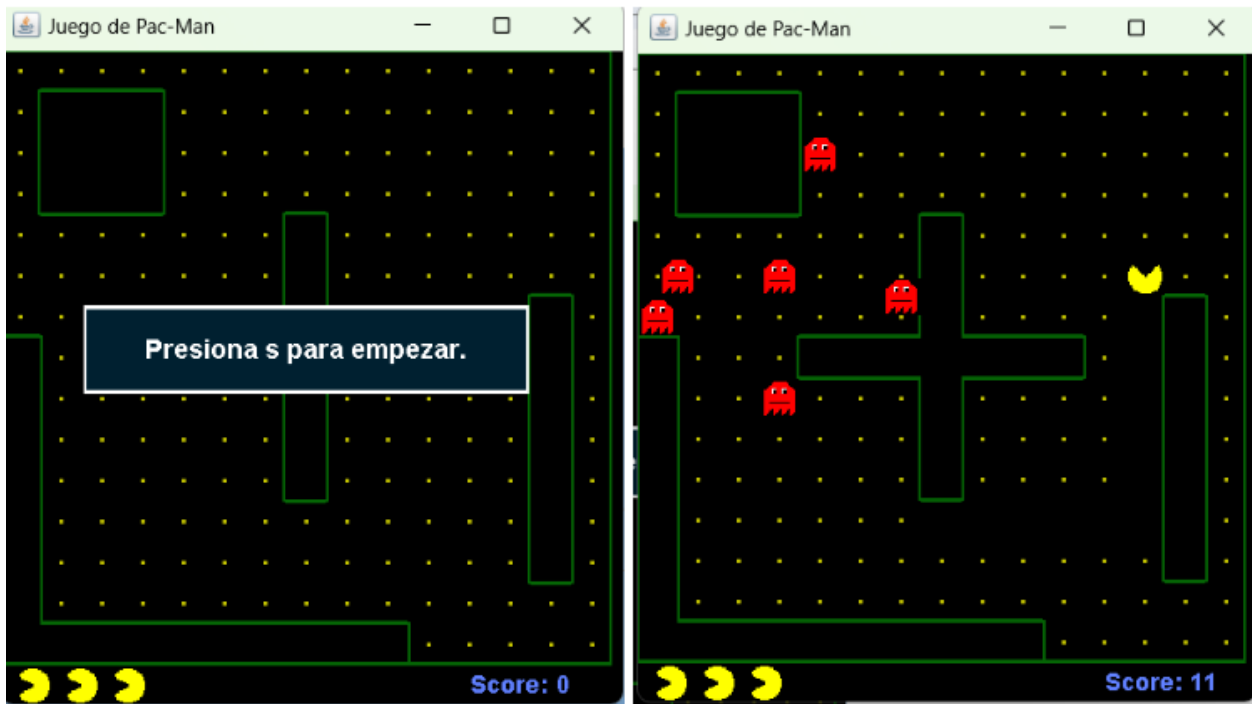 Juego de Pac-Man
Presiona s para empezar.
Score: 0
Juego de Pac-Man
Score: 11